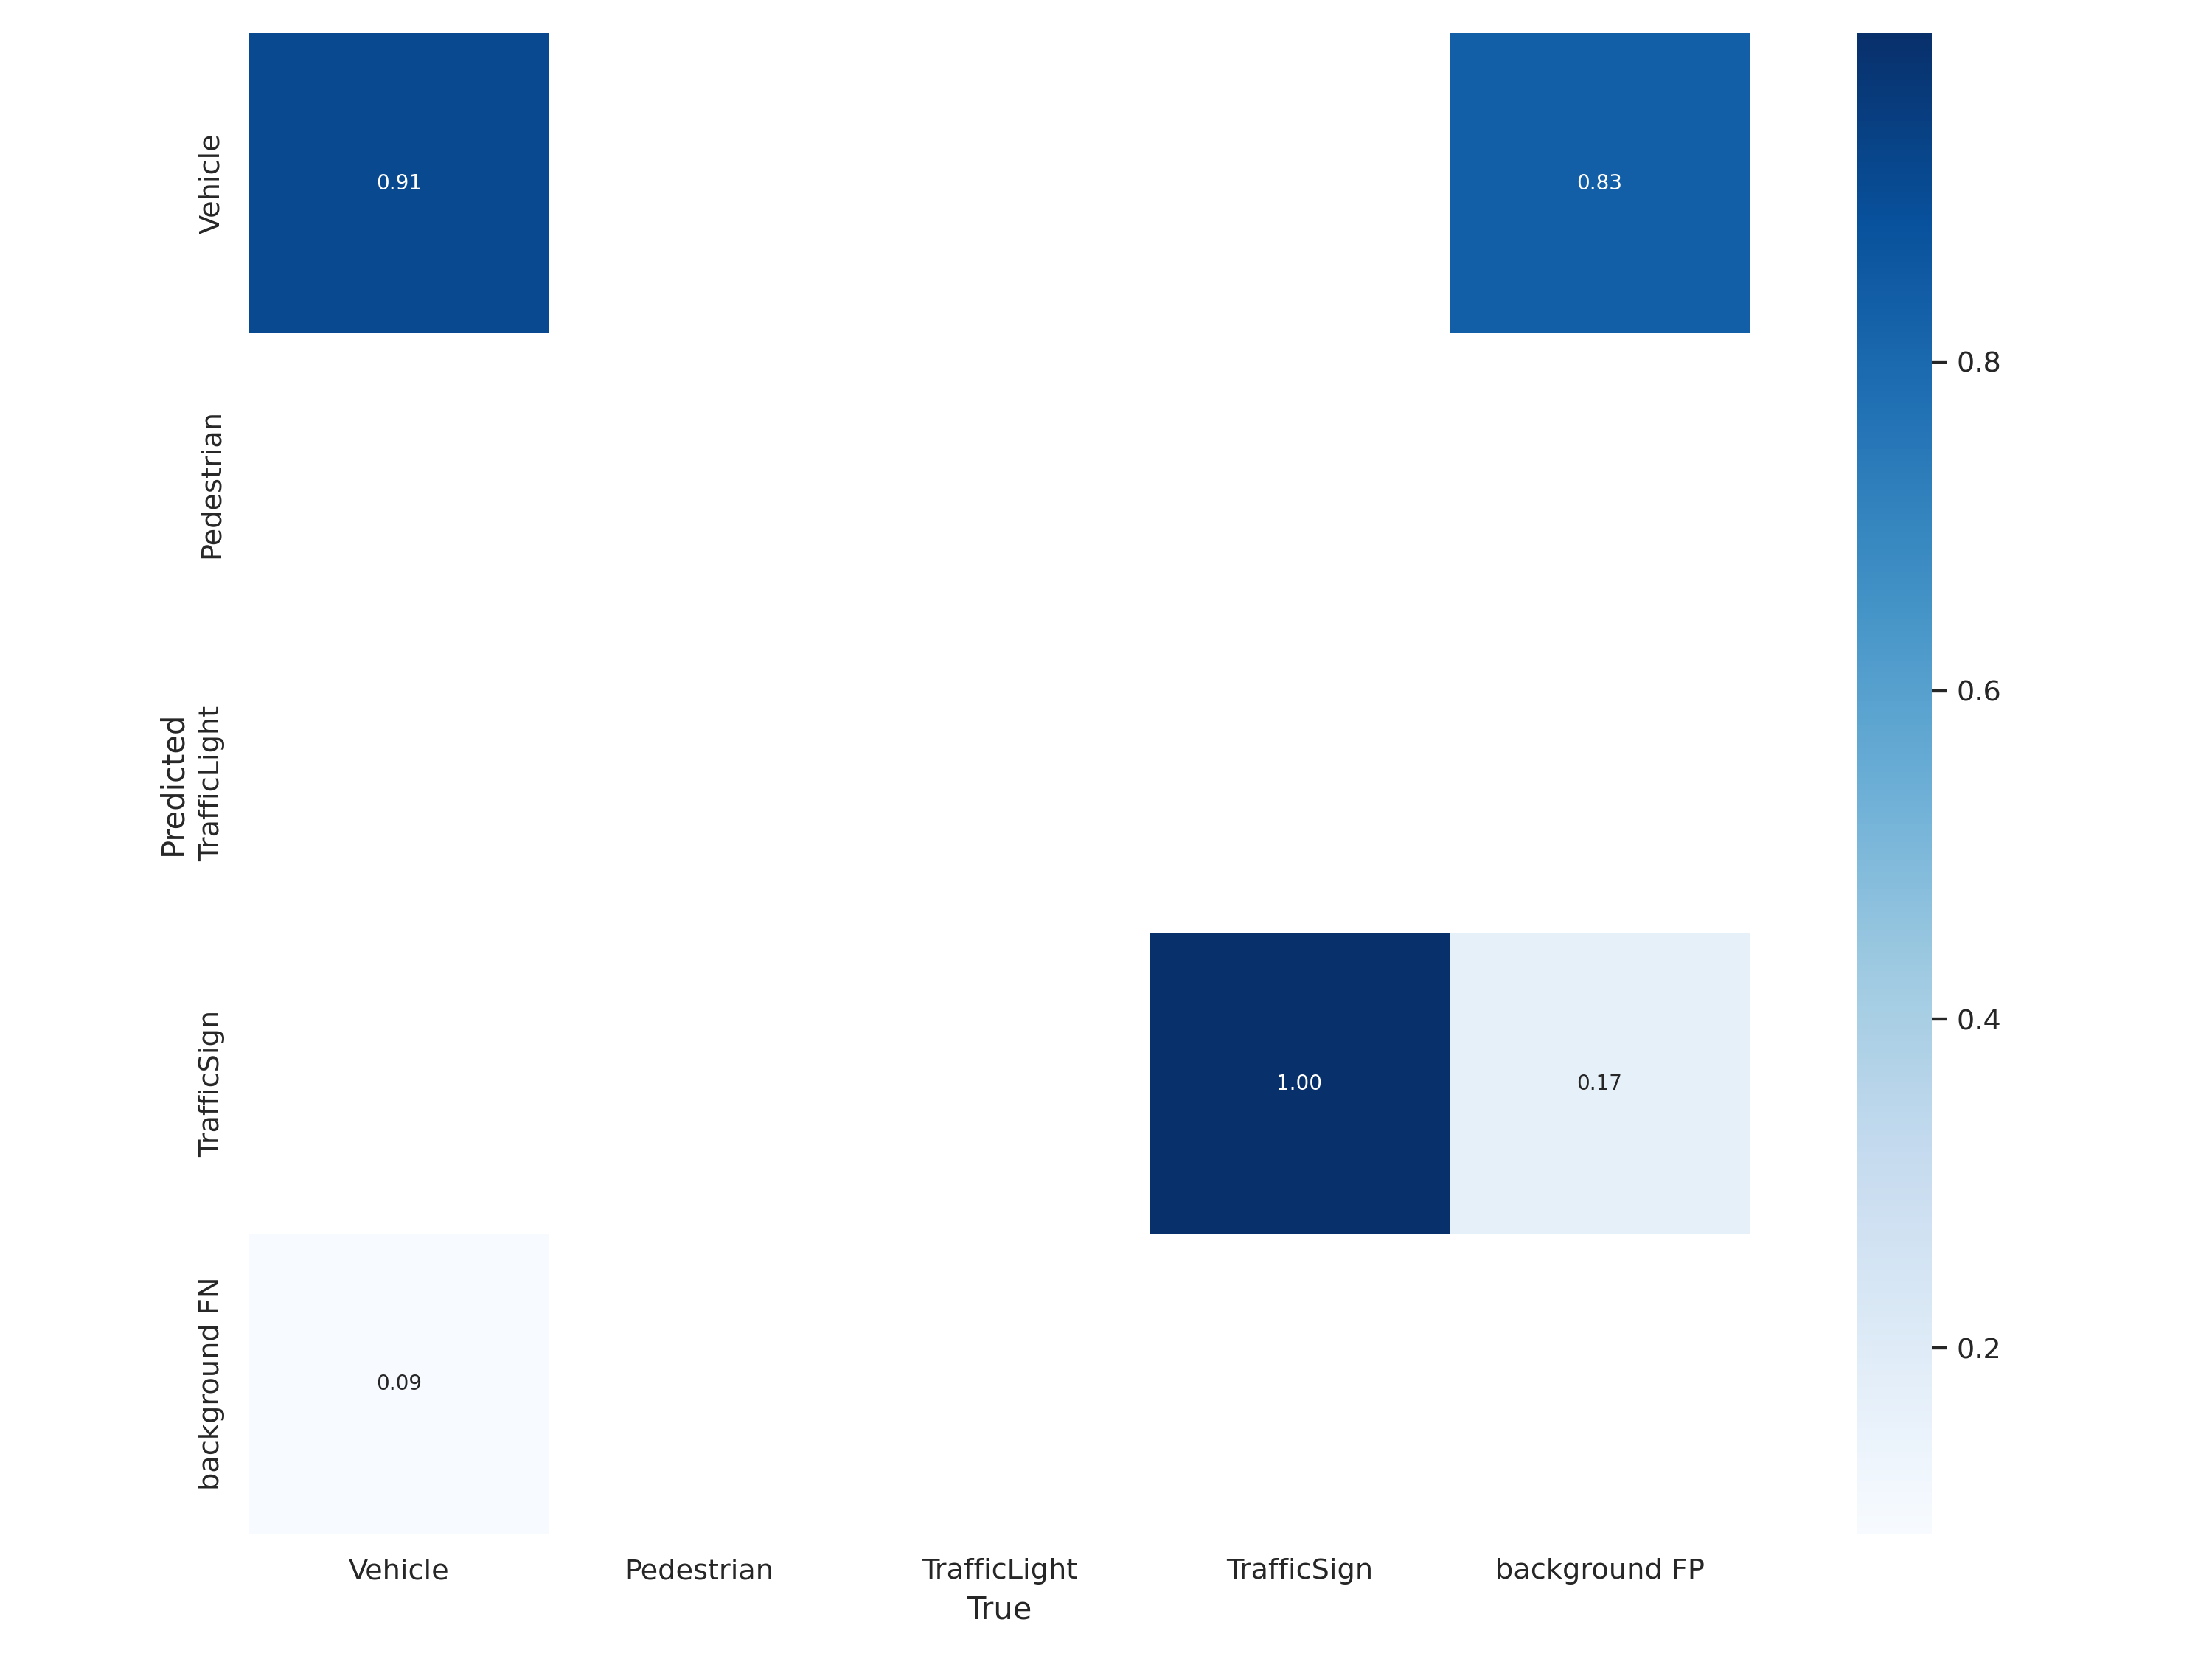 Predicted
Vehicle
Pedestrian
TrafficLight
TrafficSign
background FN
0.91
0.83
1.00
0.17
0.09
Vehicle
Pedestrian
TrafficLight
TrafficSign
background FP
True
0.8
0.6
0.4
0.2